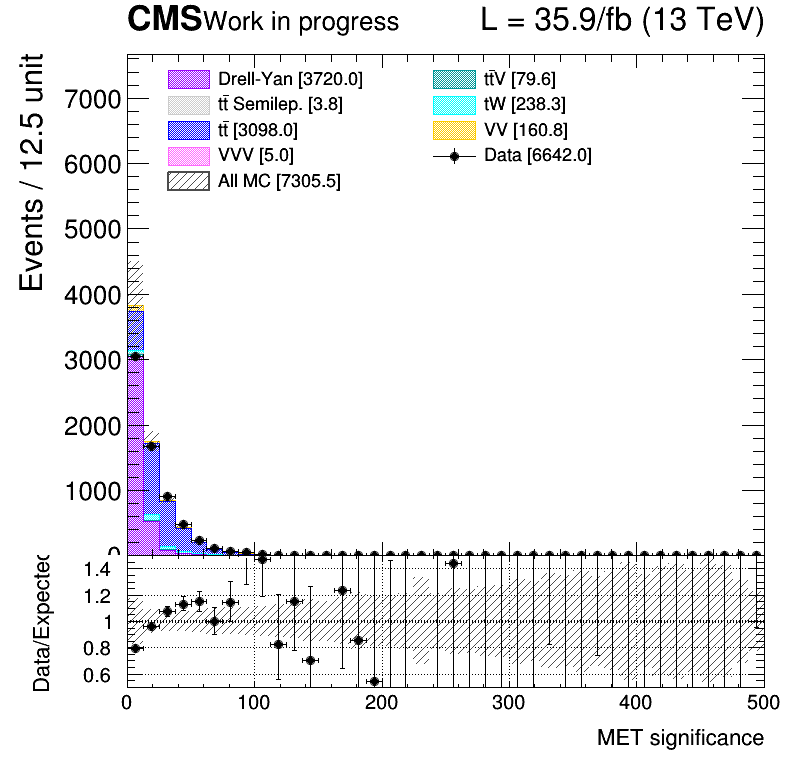 CMS Work in progress L = 35.9/fb (13 TeV)
Events / 12.5 unit
Drell-Yan [3720.0]
tt̄V [79.6]
tt̄ Semilep. [3.8]
tW [238.3]
tt̄ [3098.0]
VV [160.8]
VVV [5.0]
Data [6642.0]
All MC [7305.5]
7000
6000
5000
4000
3000
2000
1000
0
Data/Expected
1.4
1.2
1
0.8
0.6
0 100 200 300 400 500
MET significance